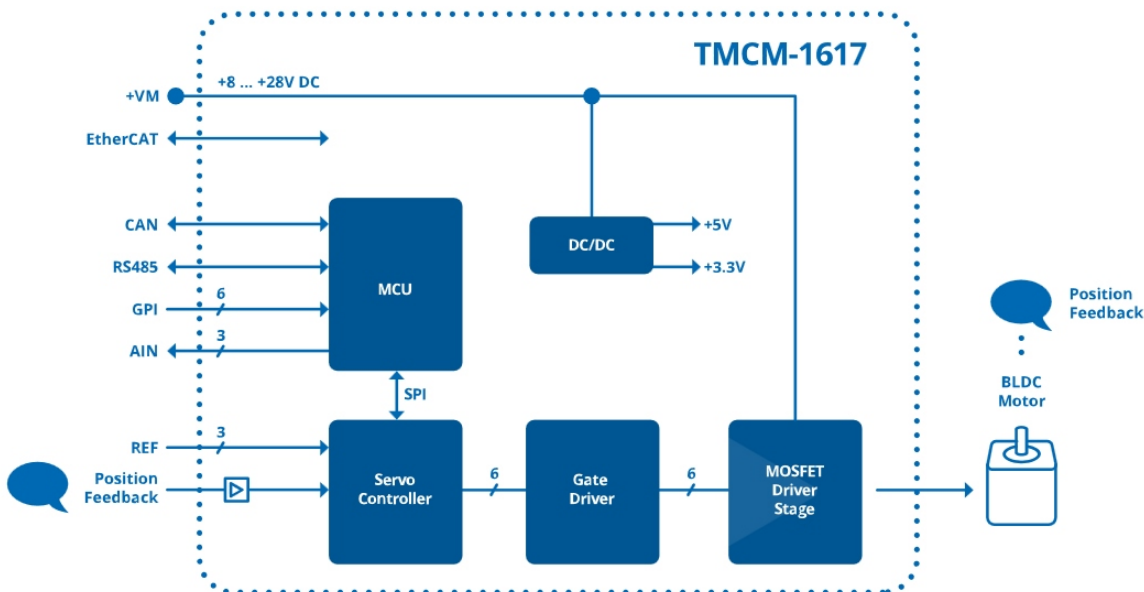 TMCM-1617
+8 ... +28V DC
+VM
EtherCAT
CAN
+5V
DC/DC
RS485
+3.3V
MCU
6
GPI
Position
Feedback
3
AIN
BLDC
Motor
SPI
3
REF
Position
Feedback
Servo
Controller
6
Gate
Driver
6
MOSFET
Driver
Stage